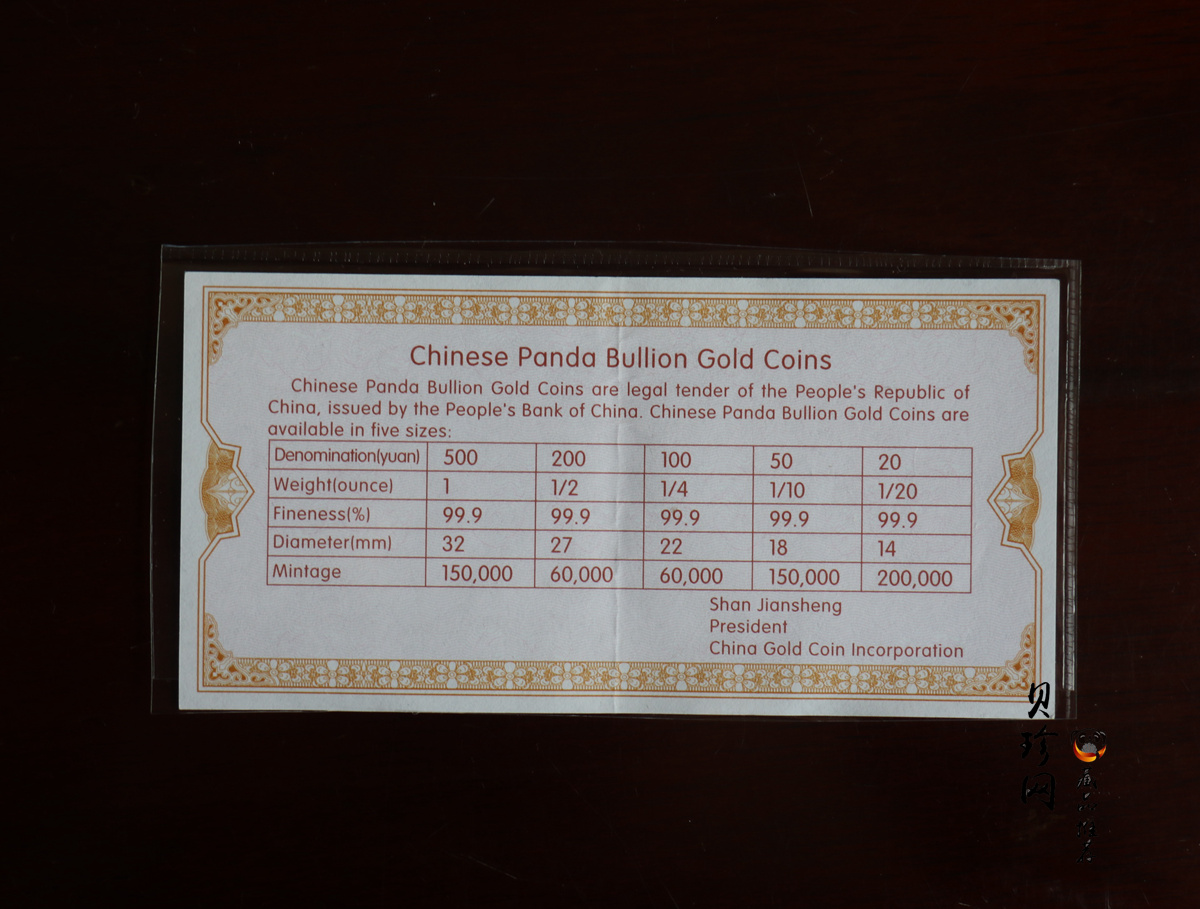 Chinese Panda Bullion Gold Coins
Chinese Panda Bullion Gold Coins are legal tender of the People's Republic of
China, issued by the People's Bank of China. Chinese Panda Bullion Gold Coins are
available in five sizes:
Denomination(yuan) 500 200 100 50 20
Weight(ounce) 1 1/2 1/4 1/10 1/20
Fineness(%) 99.9 99.9 99.9 99.9 99.9
Diameter(mm) 32 27 22 18 14
Mintage 150,000 60,000 60,000 150,000 200,000
Shan Jiansheng
President
China Gold Coin Incorporation
贝珍网